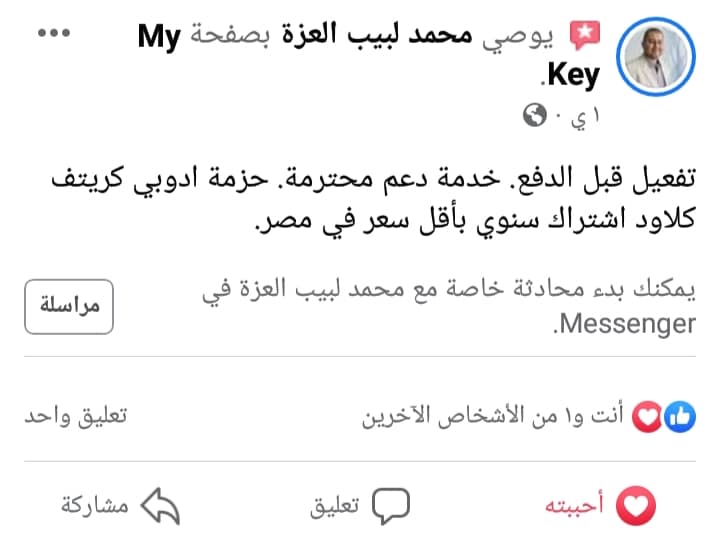 يوصي محمد لبيب العزة بصفحة My
Key.
١ ي ·
تفعيل قبل الدفع. خدمة دعم محترمة. حزمة ادوبي كريتف
كلاود اشتراك سنوي بأقل سعر في مصر.
يمكنك بدء محادثة خاصة مع محمد لبيب العزة في
Messenger.
مراسلة
أنت و١ من الأشخاص الآخرين
تعليق واحد
أحببته
تعليق
مشاركة